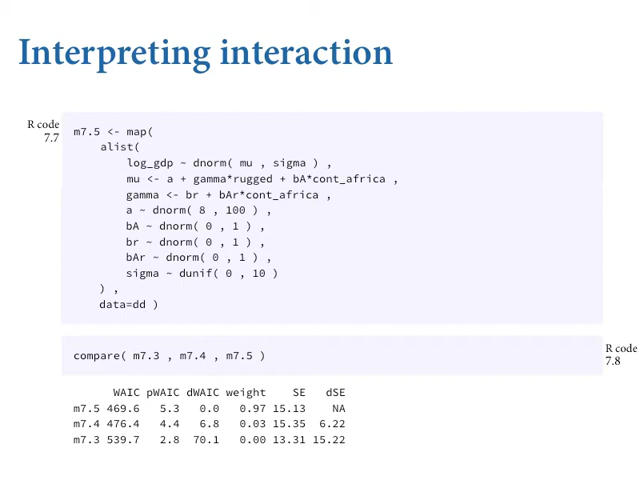 Interpreting interaction
R code
7.7
m7.5 <- map(
alist(
log_gdp ~ dnorm( mu , sigma ) ,
mu <- a + gamma*rugged + bA*cont_africa ,
gamma <- br + bAr*cont_africa ,
a ~ dnorm( 8 , 100 ) ,
bA ~ dnorm( 0 , 1 ) ,
br ~ dnorm( 0 , 1 ) ,
bAr ~ dnorm( 0 , 1 ) ,
sigma ~ dunif( 0 , 10 )
) ,
data=dd )
compare( m7.3 , m7.4 , m7.5 )
R code
7.8
WAIC pWAIC dWAIC weight SE dSE
m7.5 469.6 5.3 0.0 0.97 15.13 NA
m7.4 476.4 4.4 6.8 0.03 15.35 6.22
m7.3 539.7 2.8 70.1 0.00 13.31 15.22